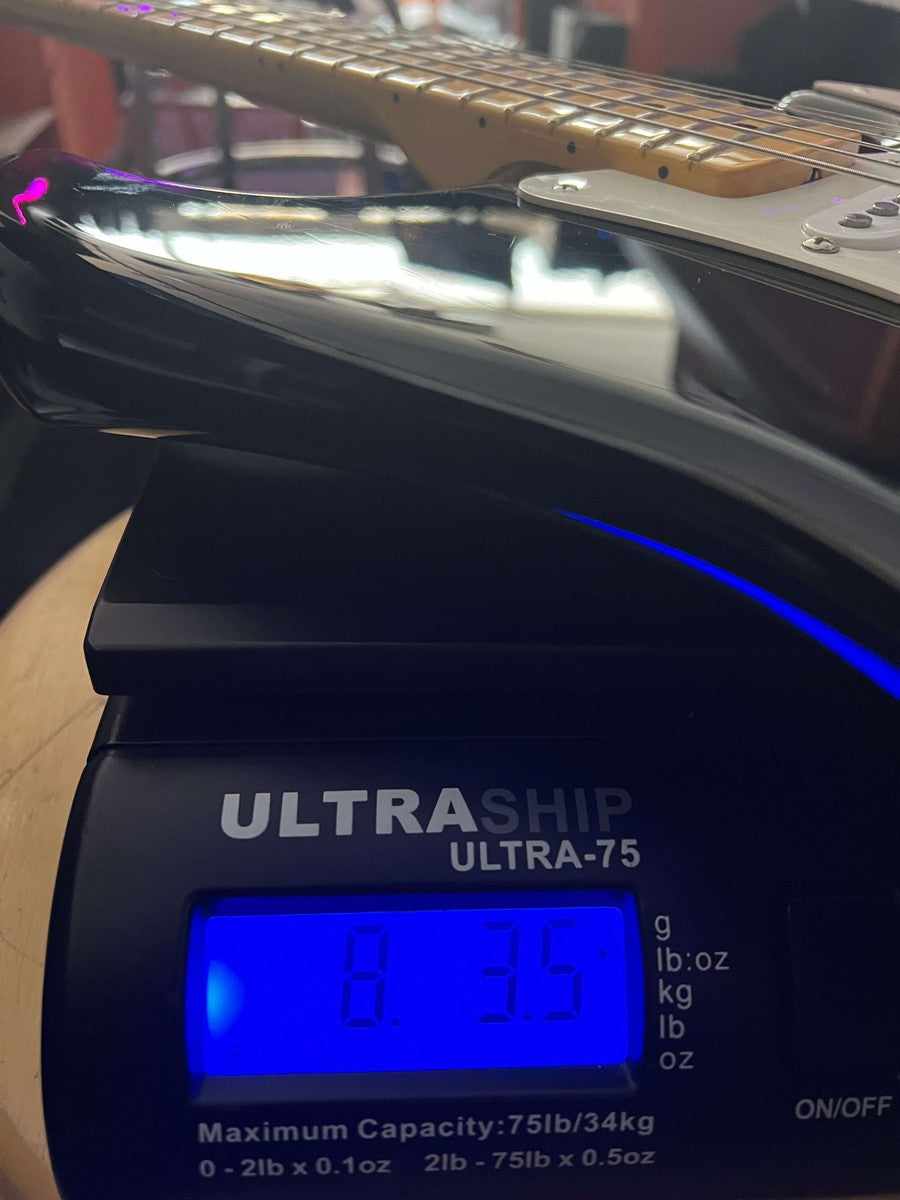 ULTRASHIP
ULTRA-75
8. 3.5
g
lb:oz
kg
lb
oz
ON/OFF
Maximum Capacity:75lb/34kg
0 - 2lb x 0.1oz 2lb - 75lb x 0.5oz